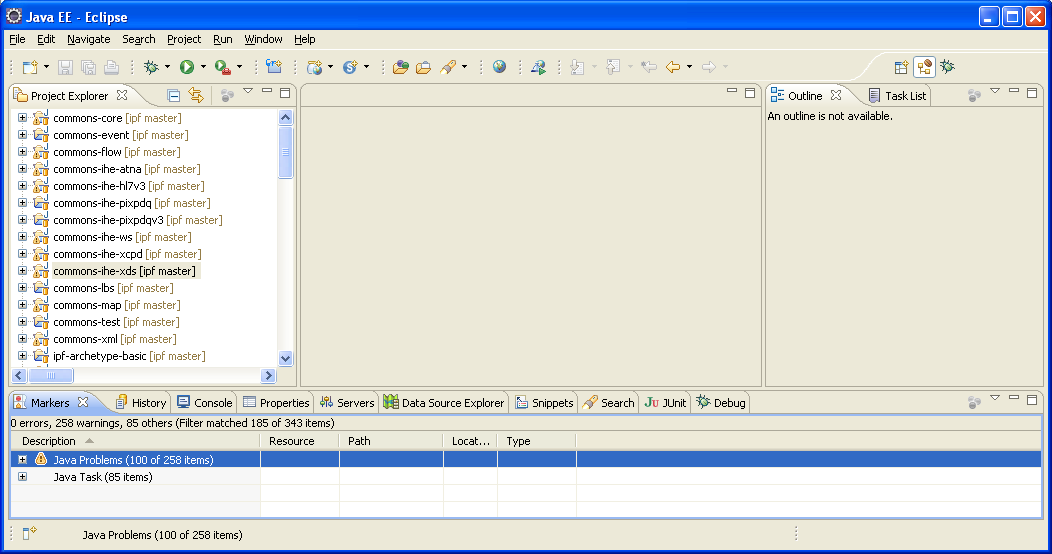 Java EE - Eclipse
File Edit Navigate Search Project Run Window Help
Project Explorer
commons-core [ipf master]
commons-event [ipf master]
commons-flow [ipf master]
commons-ihe-atna [ipf master]
commons-ihe-hl7v3 [ipf master]
commons-ihe-pixpdq [ipf master]
commons-ihe-pixpdqv3 [ipf master]
commons-ihe-ws [ipf master]
commons-ihe-xcpd [ipf master]
commons-ihe-xds [ipf master]
commons-lbs [ipf master]
commons-map [ipf master]
commons-test [ipf master]
commons-xml [ipf master]
ipf-archetype-basic [ipf master]
Outline Task List
An outline is not available.
Markers History Console Properties Servers Data Source Explorer Snippets Search JUnit Debug
0 errors, 258 warnings, 85 others (Filter matched 185 of 343 items)
Description Resource Path Locat... Type
Java Problems (100 of 258 items)
Java Task (85 items)
Java Problems (100 of 258 items)